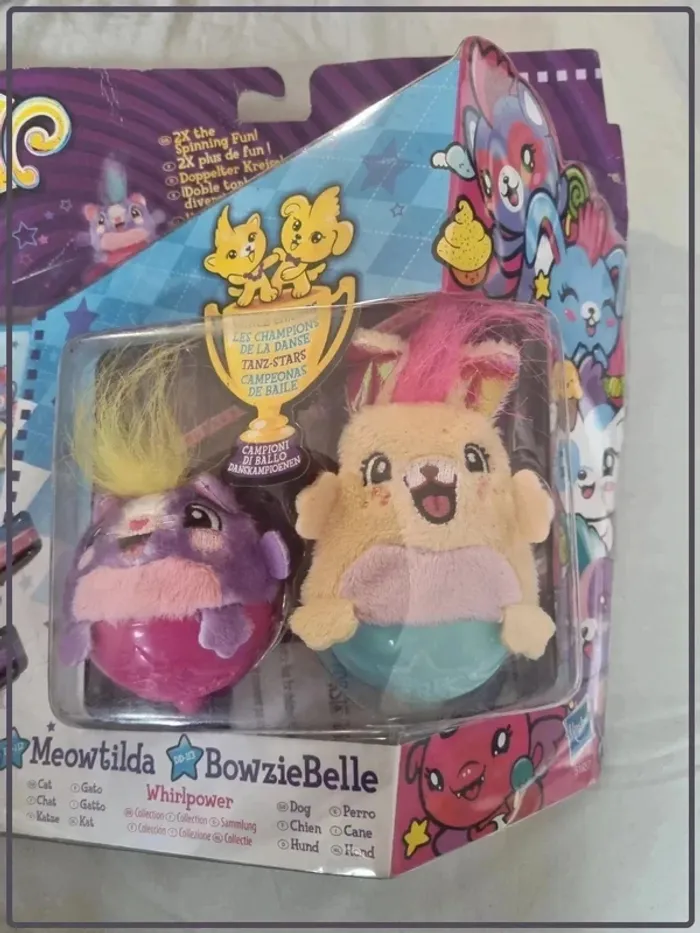 2X the
Spinning Fun!
2X plus de fun !
Doppelter
¡Doble
LES CHAMPIONS
DE LA DANSE
TANZ-STARS
CAMPEONAS
DE BAILE
CAMPIONI
DI BALLO
DANSKAMPIOENEN
Meowtilda
BowzieBelle
Cat
Gato
Chat
Gatto
Katze
Kat
Whirlpower
Collection Collection Sammlung
Colección Collezione Collectie
Dog
Perro
Chien
Cane
Hund
Hond
Hasbro